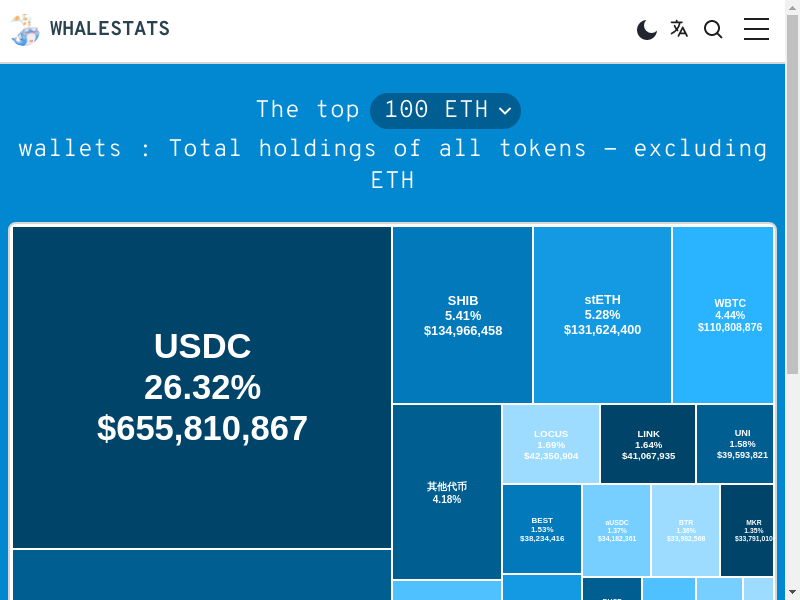 WHALESTATS
The top 100 ETH
wallets : Total holdings of all tokens – excluding
ETH
USDC
26.32%
$655,810,867
SHIB
5.41%
$134,966,458
stETH
5.28%
$131,624,400
WBTC
4.44%
$110,808,876
其他代币
4.18%
LOCUS
1.69%
$42,350,904
LINK
1.64%
$41,067,935
UNI
1.58%
$39,593,821
BEST
1.53%
$38,234,416
aUSDC
1.37%
$34,182,361
BTR
1.36%
MKR
1.35%
$33,791,010